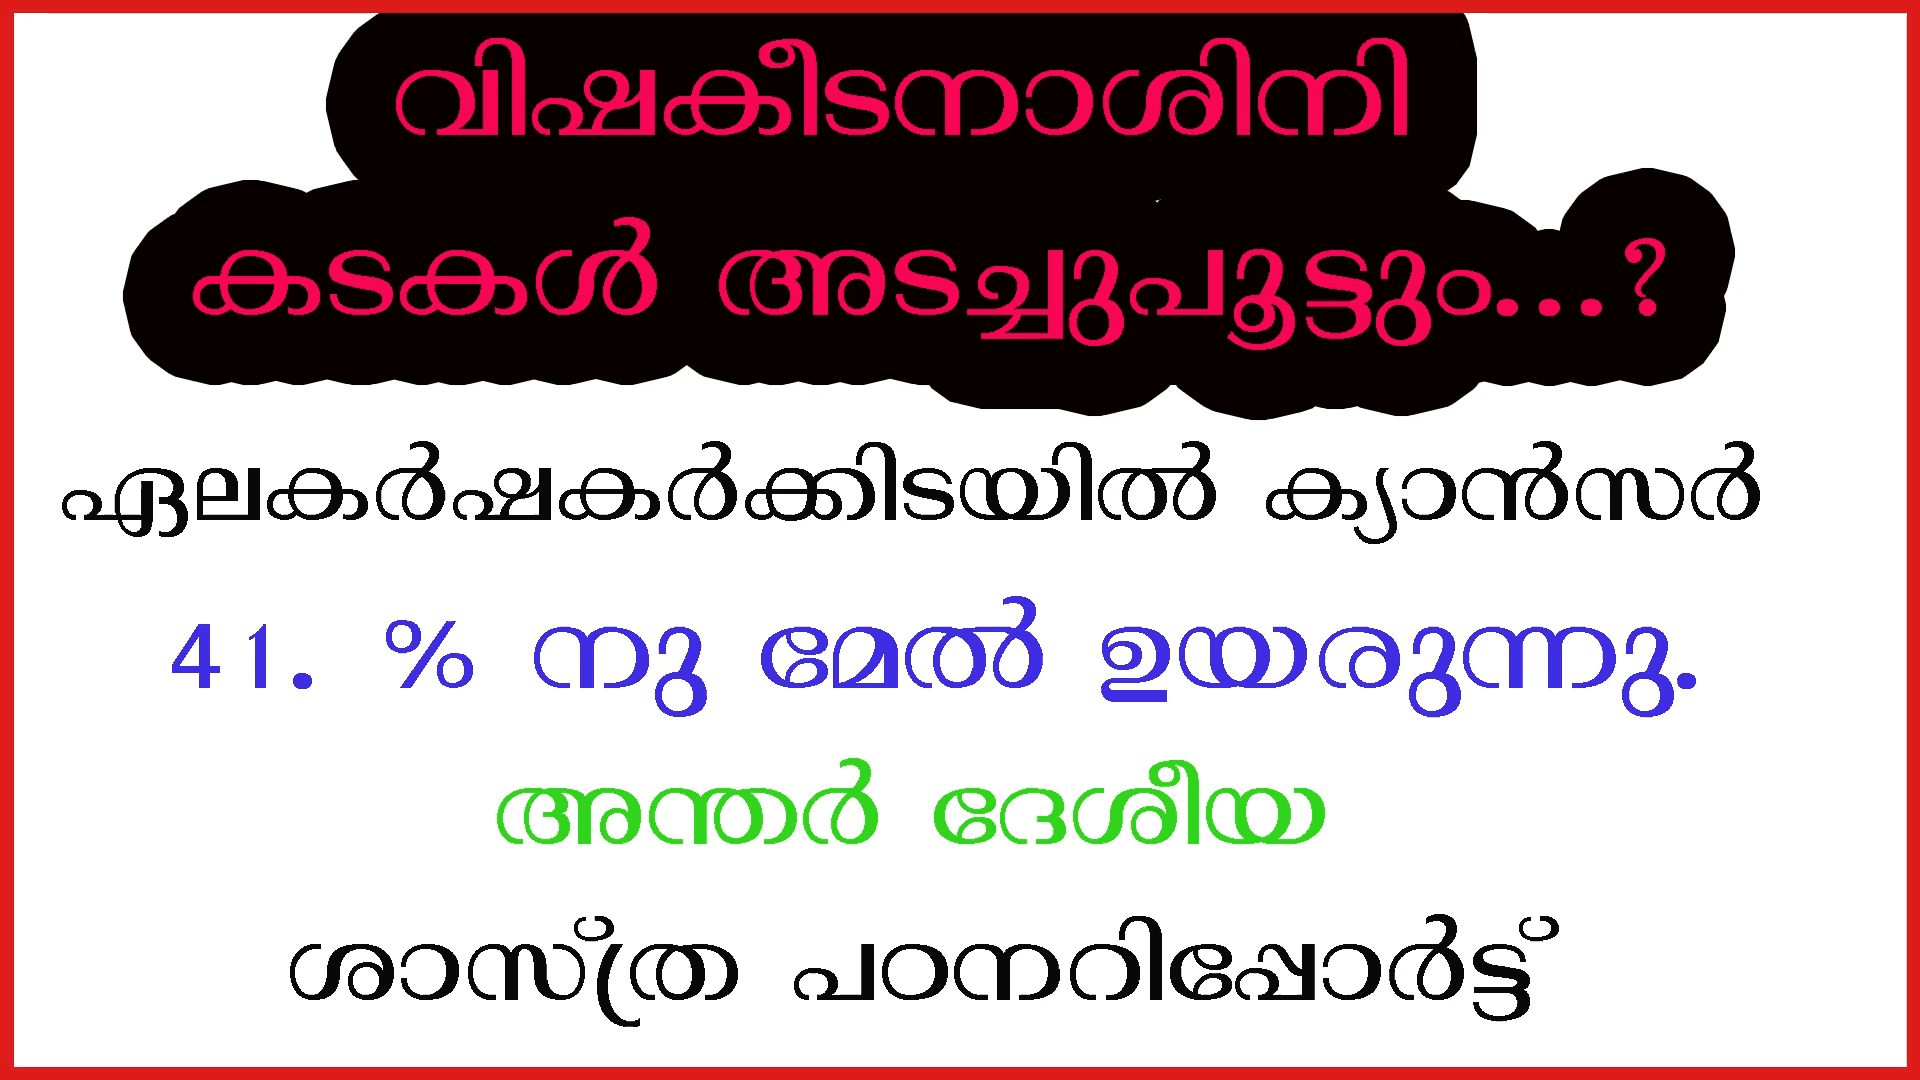 വിഷകീടനാശിനി
കടകൾ അടച്ചുപൂട്ടും...?
ഏലകർഷകർക്കിടയിൽ ക്യാൻസർ
41. % നു മേൽ ഉയരുന്നു.
അന്തർ ദേശീയ
ശാസ്ത്ര പഠനറിപ്പോർട്ട്